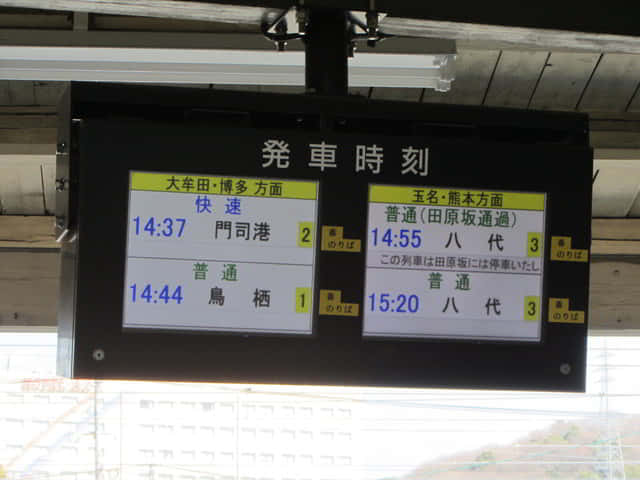 発車時刻
大牟田・博多 方面
快速
14:37 門司港 2 番のりば
普通
14:44 鳥栖 1 番のりば
玉名・熊本方面
普通(田原坂通過)
14:55 八代 3 番のりば
この列車は田原坂には停車いたし
普通
15:20 八代 3 番のりば